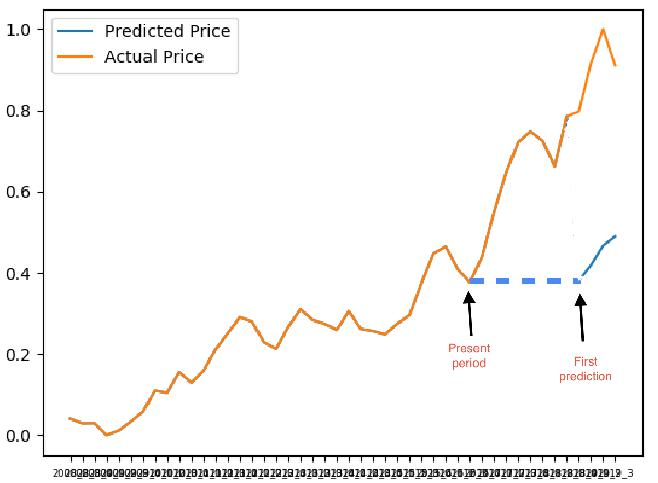 1.0
Predicted Price
Actual Price
0.8
0.6
0.4
0.2
0.0
Present
period
First
prediction